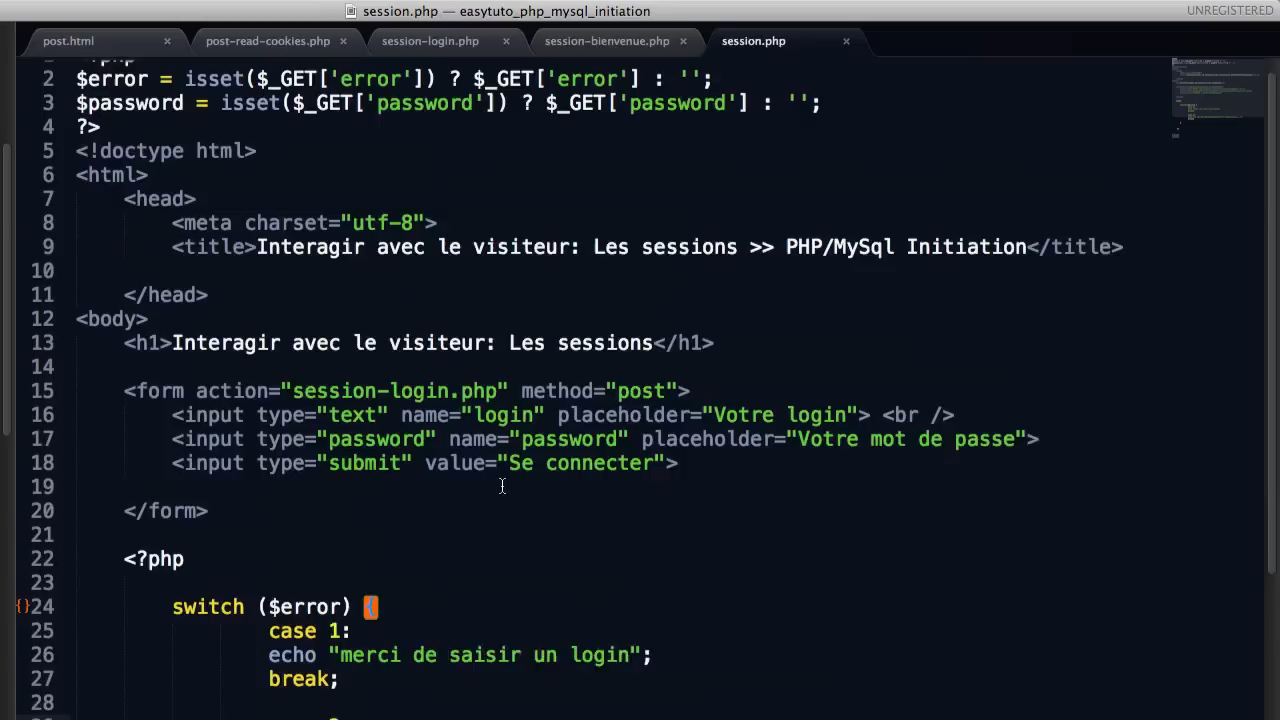 session.php — easytuto_php_mysql_initiation
UNREGISTERED
post.html × post-read-cookies.php × session-login.php × session-bienvenue.php × session.php ×
2 $error = isset($_GET['error']) ? $_GET['error'] : '';
3 $password = isset($_GET['password']) ? $_GET['password'] : '';
4 ?>
5 <!doctype html>
6 <html>
7 <head>
8 <meta charset="utf-8">
9 <title>Interagir avec le visiteur: Les sessions >> PHP/MySql Initiation</title>
10
11 </head>
12 <body>
13 <h1>Interagir avec le visiteur: Les sessions</h1>
14
15 <form action="session-login.php" method="post">
16 <input type="text" name="login" placeholder="Votre login"> <br />
17 <input type="password" name="password" placeholder="Votre mot de passe">
18 <input type="submit" value="Se connecter">
19
20 </form>
21
22 <?php
23
{}24 switch ($error) {
25 case 1:
26 echo "merci de saisir un login";
27 break;
28